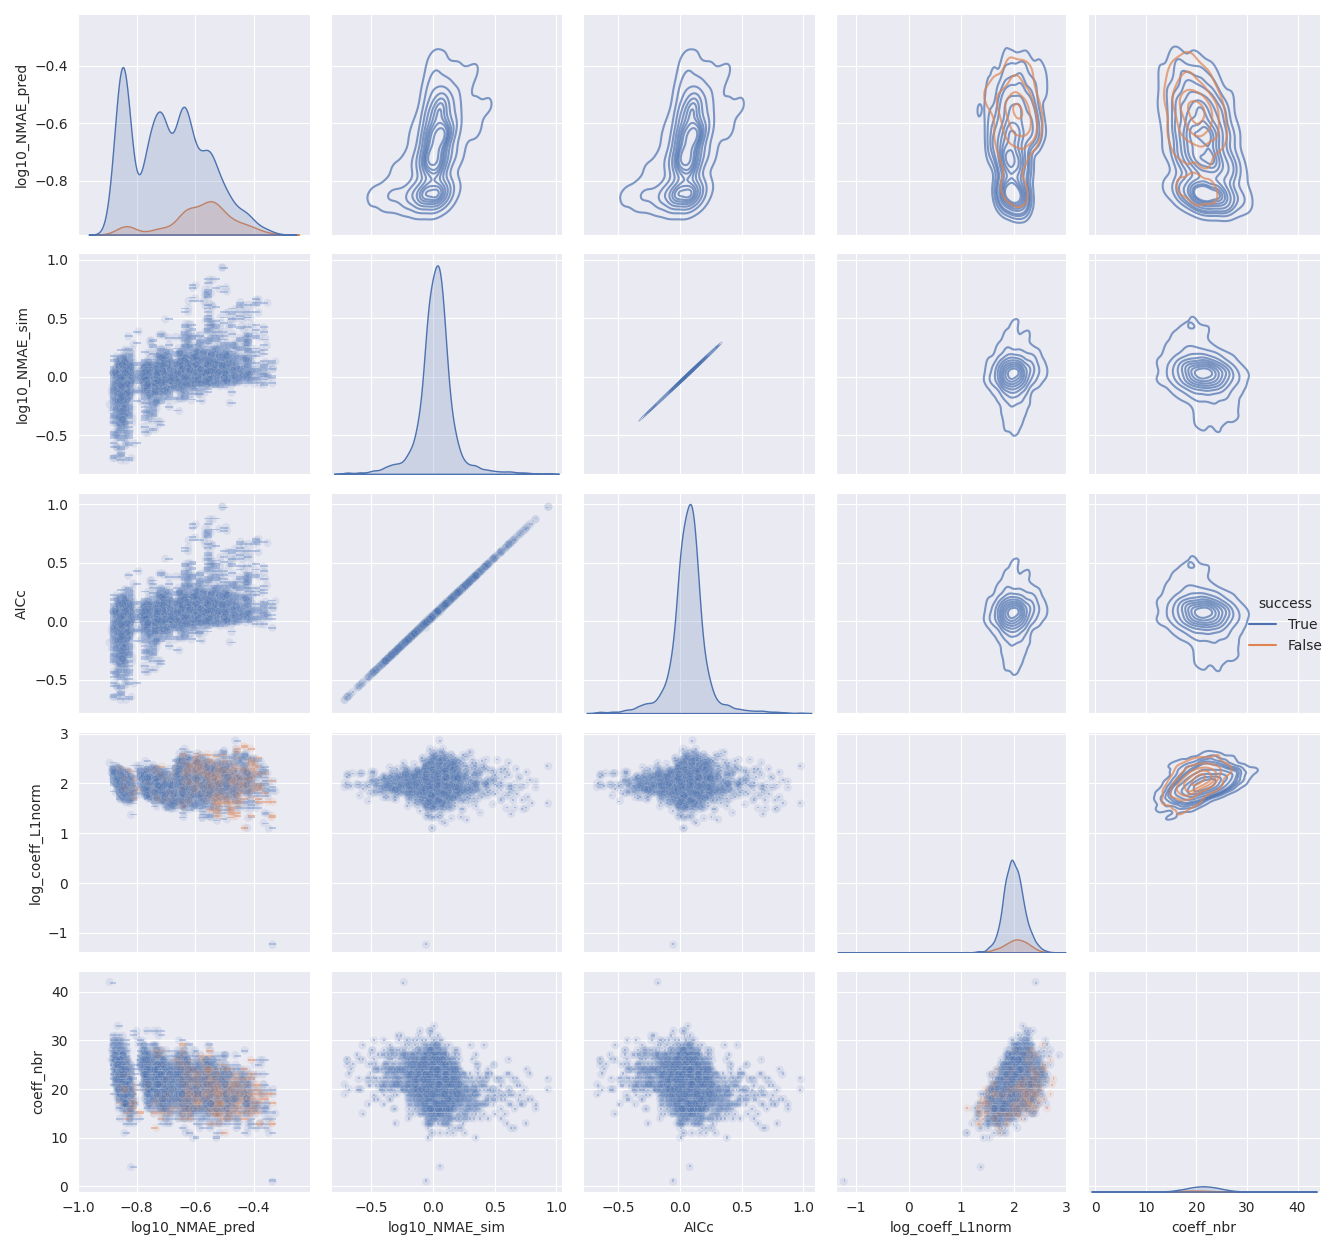 −0.4
−0.6
−0.8
log10_NMAE_pred
1.0
0.5
0.0
−0.5
log10_NMAE_sim
1.0
0.5
0.0
−0.5
AICc
success
True
False
3
2
1
0
−1
log_coeff_L1norm
40
30
20
10
0
coeff_nbr
−1.0 −0.8 −0.6 −0.4
log10_NMAE_pred
−0.5 0.0 0.5 1.0
log10_NMAE_sim
−0.5 0.0 0.5 1.0
AICc
−1 0 1 2 3
log_coeff_L1norm
0 10 20 30 40
coeff_nbr